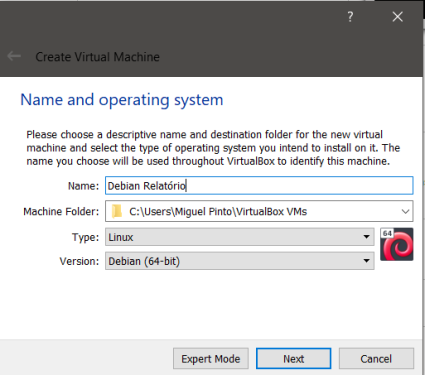 ?
Create Virtual Machine
Name and operating system
Please choose a descriptive name and destination folder for the new virtual
machine and select the type of operating system you intend to install on it. The
name you choose will be used throughout VirtualBox to identify this machine.
Name: Debian Relatório
Machine Folder: C:\Users\Miguel Pinto\VirtualBox VMs
Type: Linux
64
Version: Debian (64-bit)
Expert Mode Next Cancel